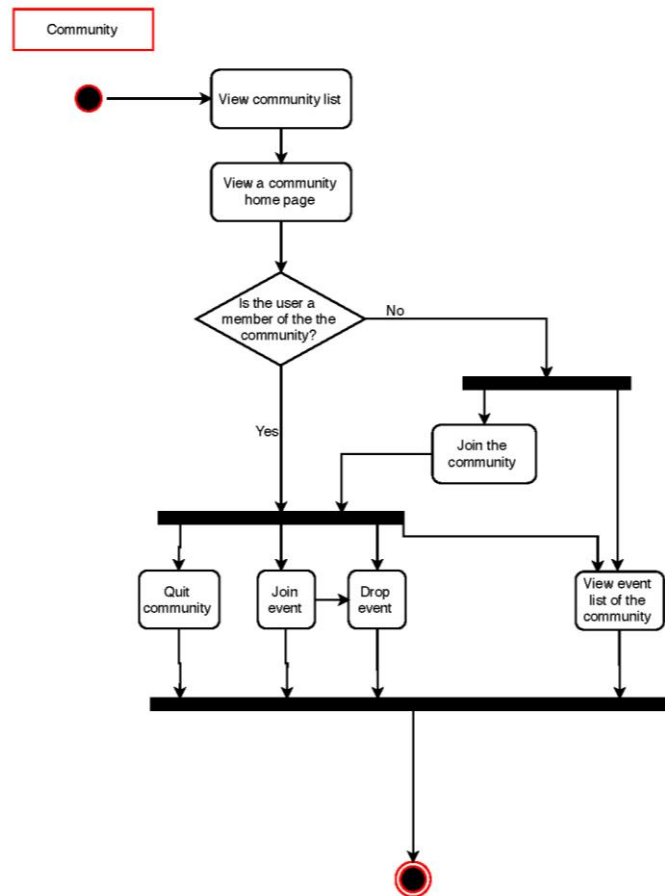 Community
View community list
View a community
home page
Is the user a
member of the the
community?
No
Yes
Join the
community
Quit
community
Join
event
Drop
event
View event
list of the
community